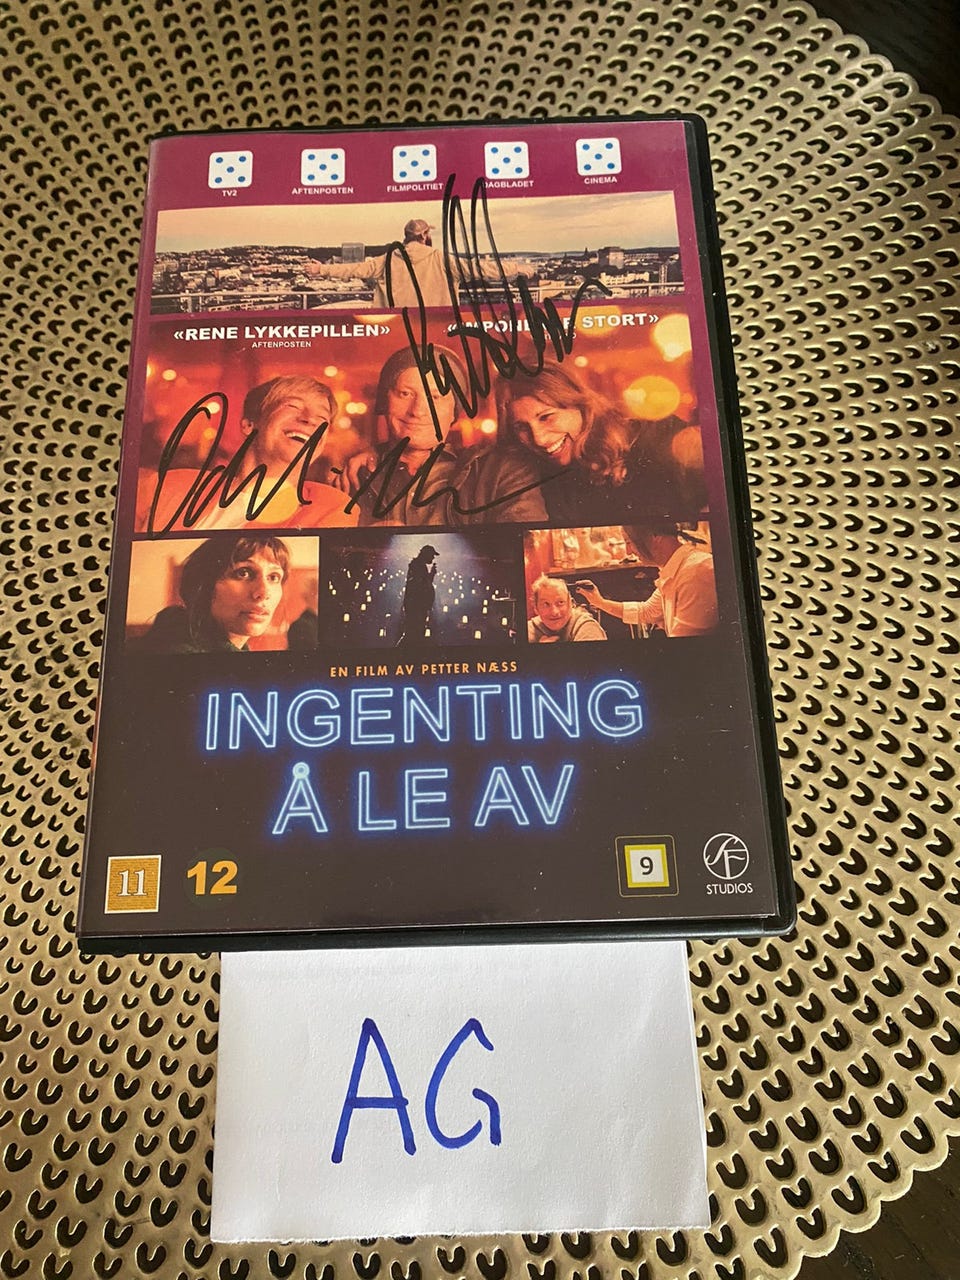 TV2
AFTENPOSTEN
FILMPOLITIET
DAGBLADET
CINEMA
«RENE LYKKEPILLEN»
AFTENPOSTEN
STORT»
EN FILM AV PETTER NÆSS
INGENTING
Å LE AV
11
12
9
SF
STUDIOS
AG